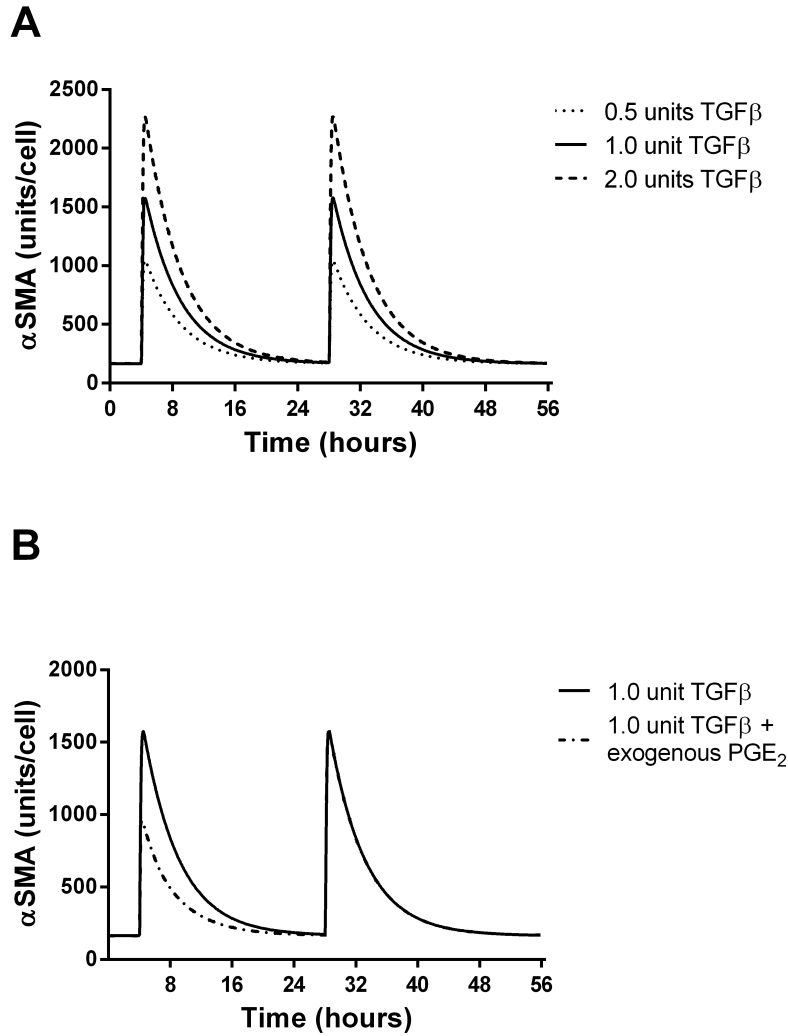 A
2500
2000
1500
1000
500
0
αSMA (units/cell)
0 8 16 24 32 40 48 56
Time (hours)
0.5 units TGFβ
1.0 unit TGFβ
2.0 units TGFβ
B
2000
1500
1000
500
0
αSMA (units/cell)
8 16 24 32 40 48 56
Time (hours)
1.0 unit TGFβ
1.0 unit TGFβ +
exogenous PGE2